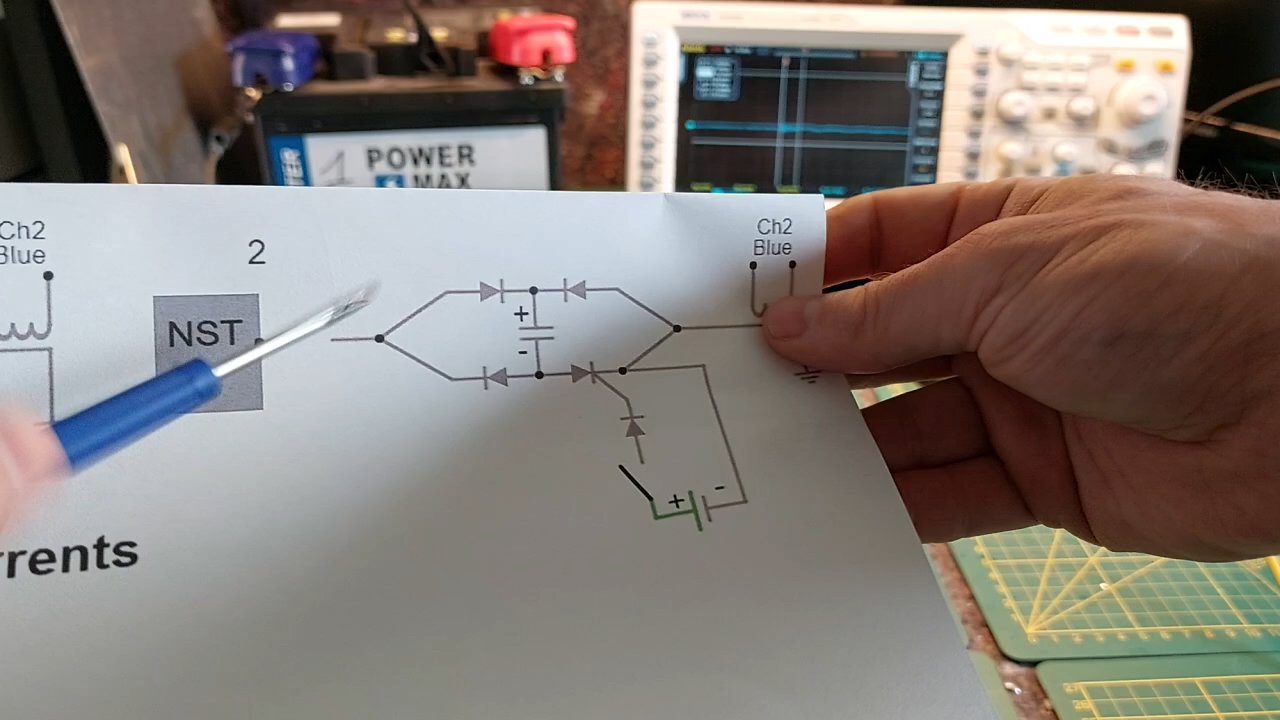 POWER
MAX
Ch2
Blue
2
NST
Ch2
Blue
+
-
+ -
rrents